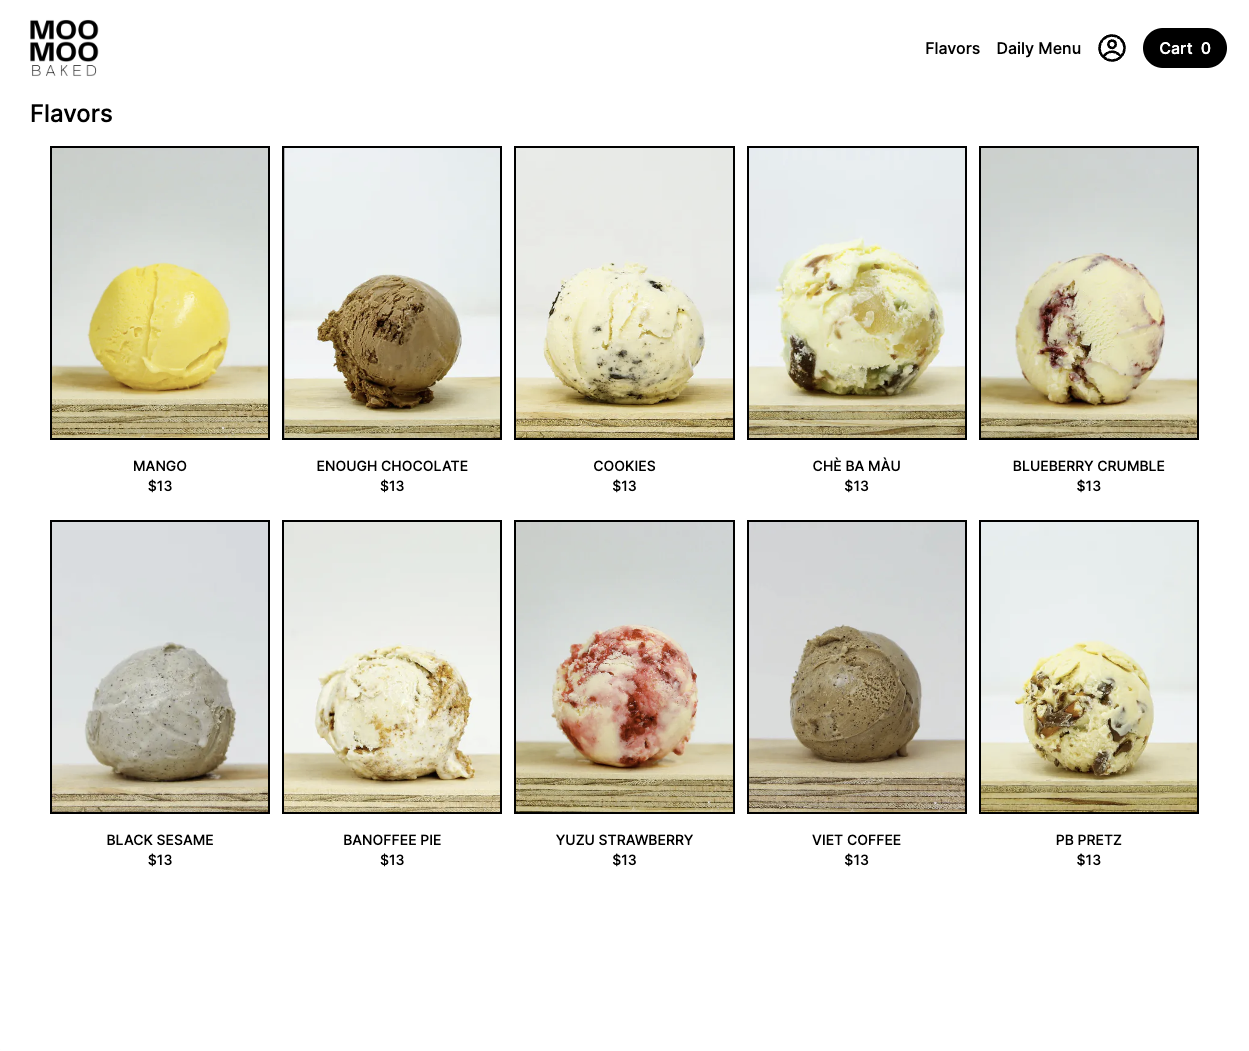 MOO
MOO
BAKED
Flavors
Daily Menu
Cart 0
Flavors
MANGO
$13
ENOUGH CHOCOLATE
$13
COOKIES
$13
CHÈ BA MÀU
$13
BLUEBERRY CRUMBLE
$13
BLACK SESAME
$13
BANOFFEE PIE
$13
YUZU STRAWBERRY
$13
VIET COFFEE
$13
PB PRETZ
$13